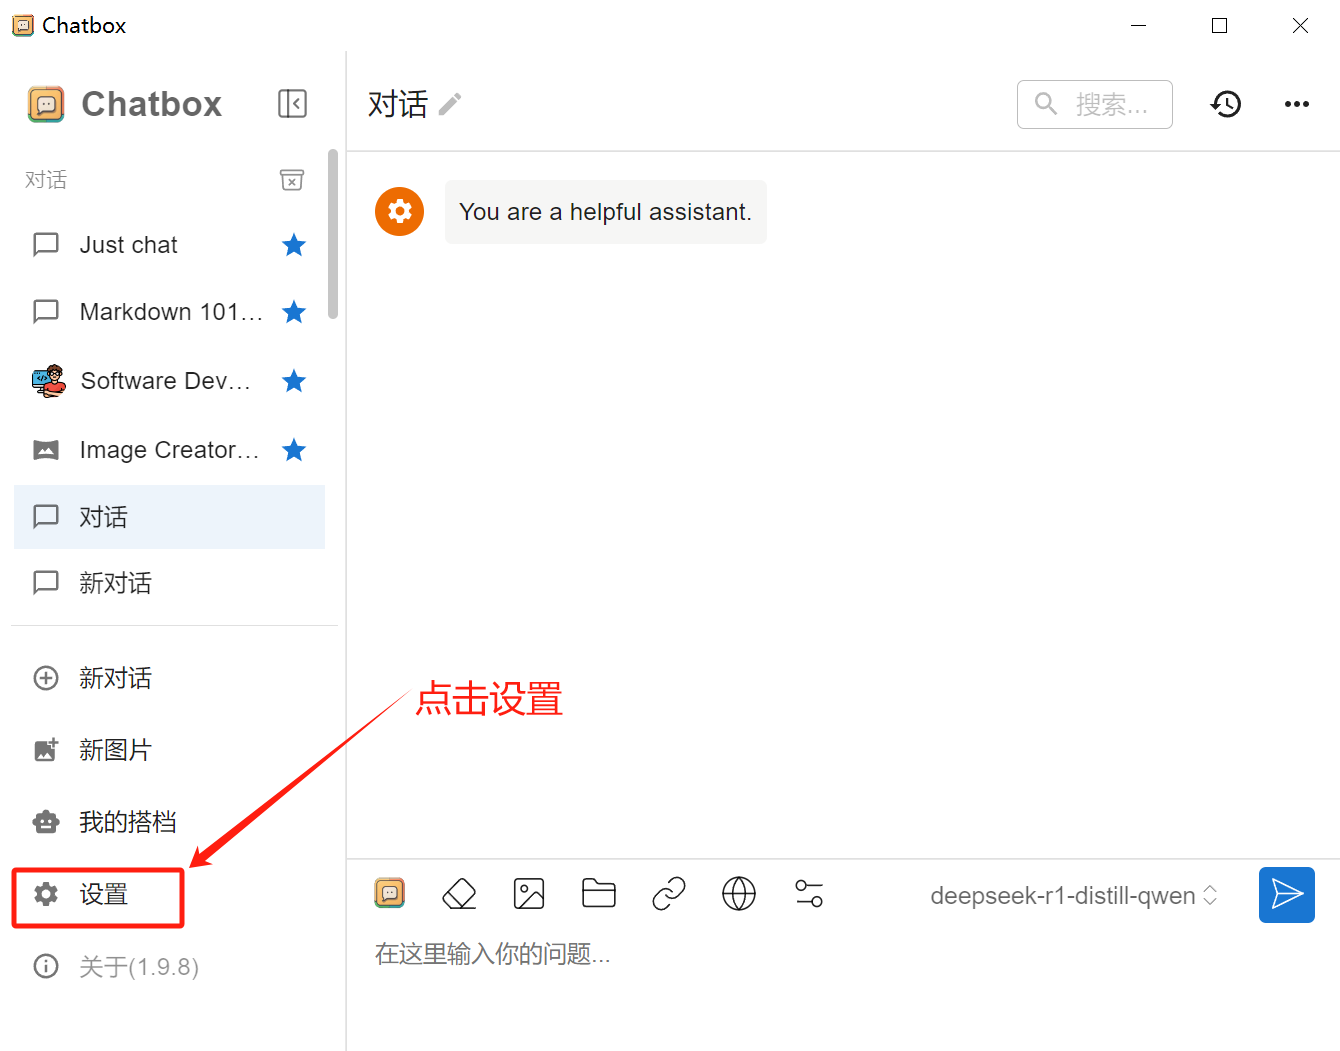 Chatbox
Chatbox
对话
Just chat
Markdown 101...
Software Dev...
Image Creator...
对话
新对话
新对话
新图片
我的搭档
设置
关于(1.9.8)
对话
搜索...
You are a helpful assistant.
点击设置
deepseek-r1-distill-qwen
在这里输入你的问题...